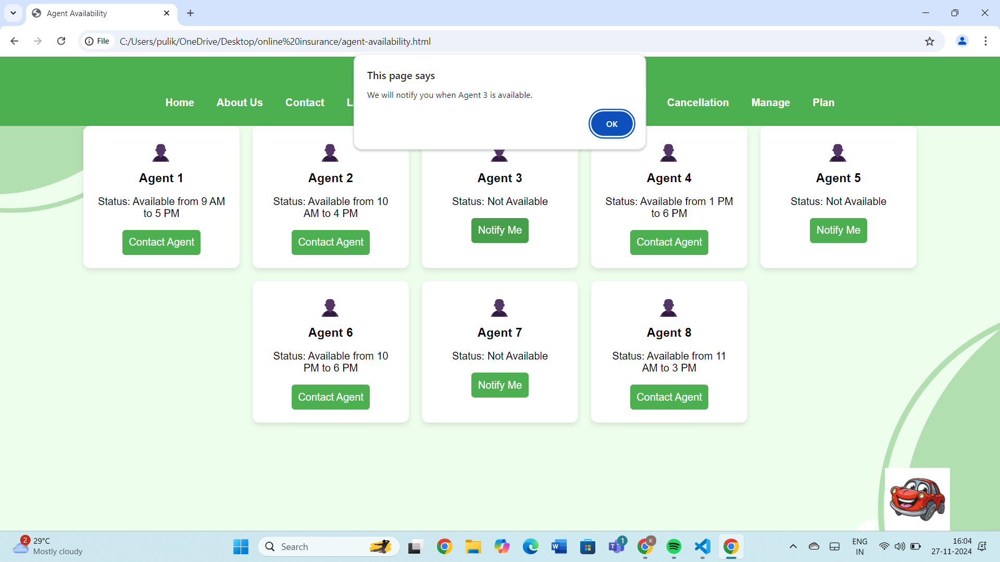 Agent Availability
File
C:/Users/pulik/OneDrive/Desktop/online%20insurance/agent-availability.html
This page says
We will notify you when Agent 3 is available.
OK
Home About Us Contact Cancellation Manage Plan
Agent 1
Status: Available from 9 AM
to 5 PM
Contact Agent
Agent 2
Status: Available from 10
AM to 4 PM
Contact Agent
Agent 3
Status: Not Available
Notify Me
Agent 4
Status: Available from 1 PM
to 6 PM
Contact Agent
Agent 5
Status: Not Available
Notify Me
Agent 6
Status: Available from 10
PM to 6 PM
Contact Agent
Agent 7
Status: Not Available
Notify Me
Agent 8
Status: Available from 11
AM to 3 PM
Contact Agent
2
29°C
Mostly cloudy
Search
W
T
1
K
ENG
IN
16:04
27-11-2024